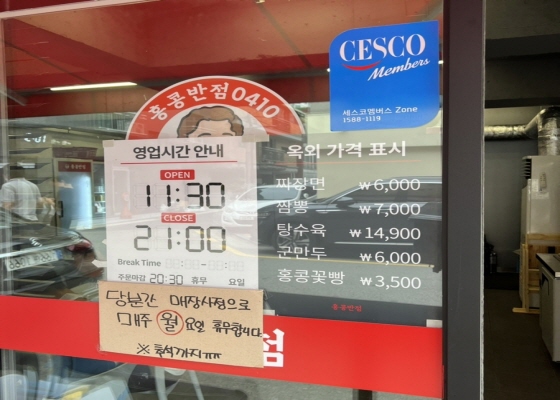 CESCO
Members
세스코멤버스 Zone
1588-1119
홍콩반점0410
영업시간 안내
OPEN
11:30
CLOSE
21:00
Break Time 00:00-00:00
주문마감 20:30 휴무 요일
옥외 가격 표시
짜장면 ₩6,000
짬뽕 ₩7,000
탕수육 ₩14,900
군만두 ₩6,000
홍콩꽃빵 ₩3,500
홍콩반점
당분간 매장사정으로
매주 월요일 휴무합니다
※ 추석까지
점